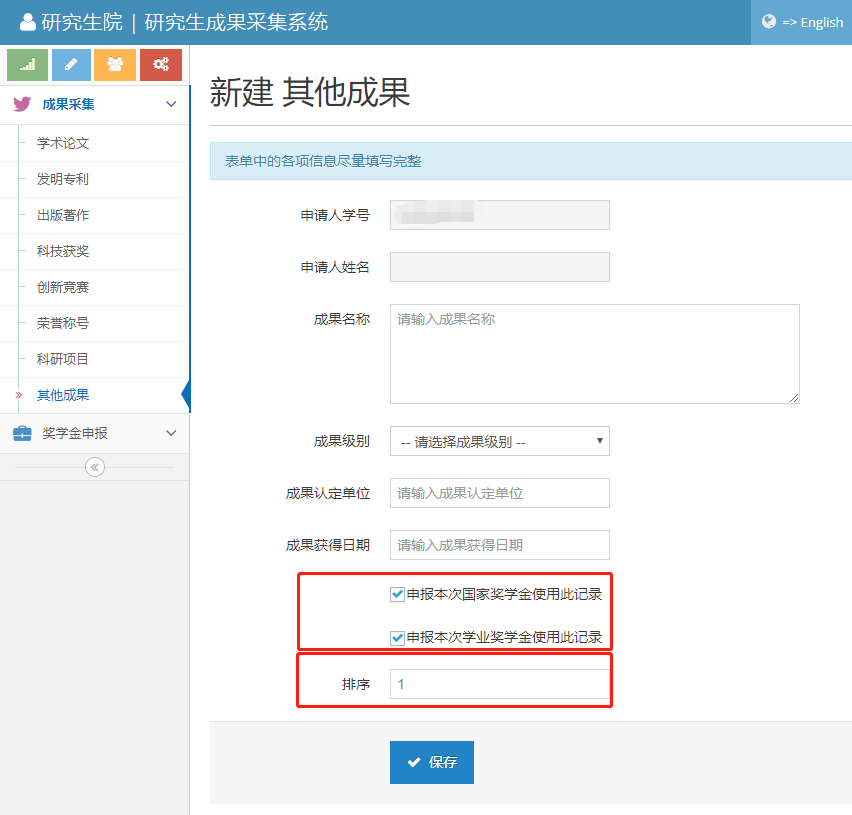 研究生院 | 研究生成果采集系统
=> English
成果采集
学术论文
发明专利
出版著作
科技获奖
创新竞赛
荣誉称号
科研项目
其他成果
奖学金申报
新建 其他成果
表单中的各项信息尽量填写完整
申请人学号
申请人姓名
成果名称 请输入成果名称
成果级别 -- 请选择成果级别 --
成果认定单位 请输入成果认定单位
成果获得日期 请输入成果获得日期
申报本次国家奖学金使用此记录
申报本次学业奖学金使用此记录
排序 1
保存